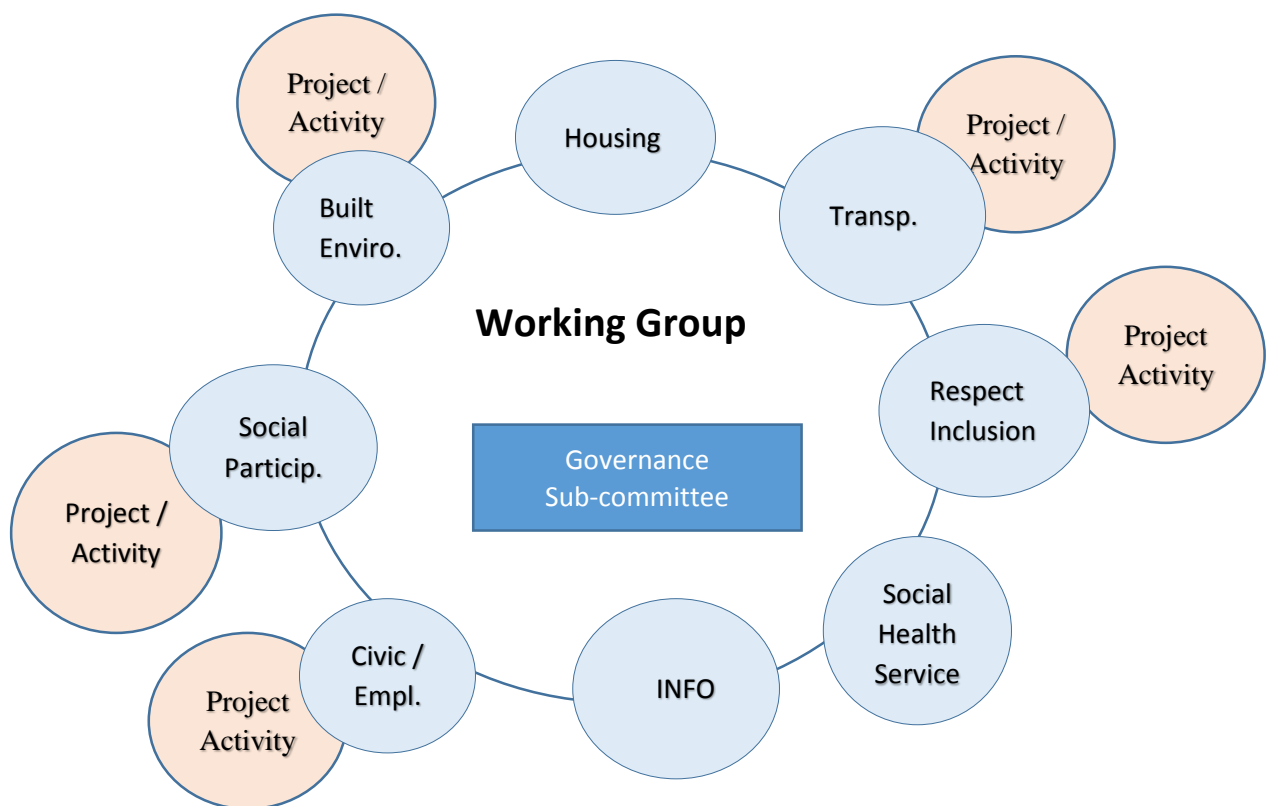 Project /
Activity
Housing
Project /
Activity
Built
Enviro.
Transp.
Working Group
Project
Activity
Respect
Inclusion
Social
Particip.
Governance
Sub-committee
Project /
Activity
Social
Health
Service
Civic /
Empl.
INFO
Project
Activity